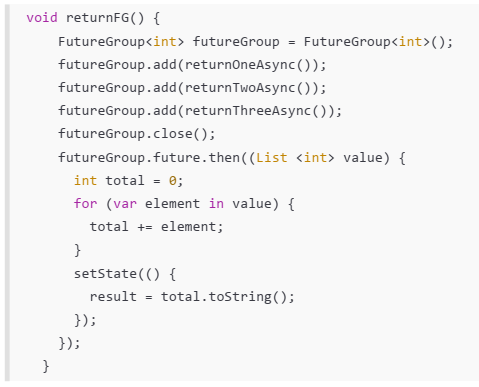 void returnFG() {
    FutureGroup<int> futureGroup = FutureGroup<int>();
    futureGroup.add(returnOneAsync());
    futureGroup.add(returnTwoAsync());
    futureGroup.add(returnThreeAsync());
    futureGroup.close();
    futureGroup.future.then((List <int> value) {
      int total = 0;
      for (var element in value) {
        total += element;
      }
      setState(() {
        result = total.toString();
      });
    });
  }